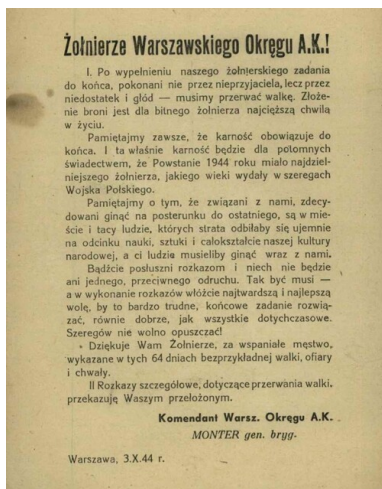 Żołnierze Warszawskiego Okręgu A.K.!
I. Po wypełnieniu naszego żołnierskiego zadania
do końca, pokonani nie przez nieprzyjaciela, lecz przez
niedostatek i głód — musimy przerwać walkę. Złoże-
nie broni jest dla bitnego żołnierza najcięższą chwilą
w życiu.
Pamiętajmy zawsze, że karność obowiązuje do
końca. I ta właśnie karność będzie dla potomnych
świadectwem, że Powstanie 1944 roku miało najdziel-
niejszego żołnierza, jakiego wieki wydały w szeregach
Wojska Polskiego.
Pamiętajmy o tym, że związani z nami, zdecy-
dowani ginąć na posterunku do ostatniego, są w mie-
ście i tacy ludzie, których strata odbiłaby się ujemnie
na odcinku nauki, sztuki i całokształcie naszej kultury
narodowej, a ci ludzie musieliby ginąć wraz z nami.
Bądźcie posłuszni rozkazom i niech nie będzie
ani jednego, przeciwnego odruchu. Tak być musi —
a w wykonanie rozkazów włóżcie najtwardszą i najlepszą
wolę, by to bardzo trudne, końcowe zadanie rozwią-
zać, równie dobrze, jak wszystkie dotychczasowe.
Szeregów nie wolno opuszczać!
Dziękuje Wam Żołnierze, za wspaniałe męstwo,
wykazane w tych 64 dniach bezprzykładnej walki, ofiary
i chwały.
II Rozkazy szczegółowe, dotyczące przerwania walki,
przekazuję Waszym przełożonym.
Komendant Warsz. Okręgu A.K.
MONTER gen. bryg.
Warszawa, 3.X.44 r.